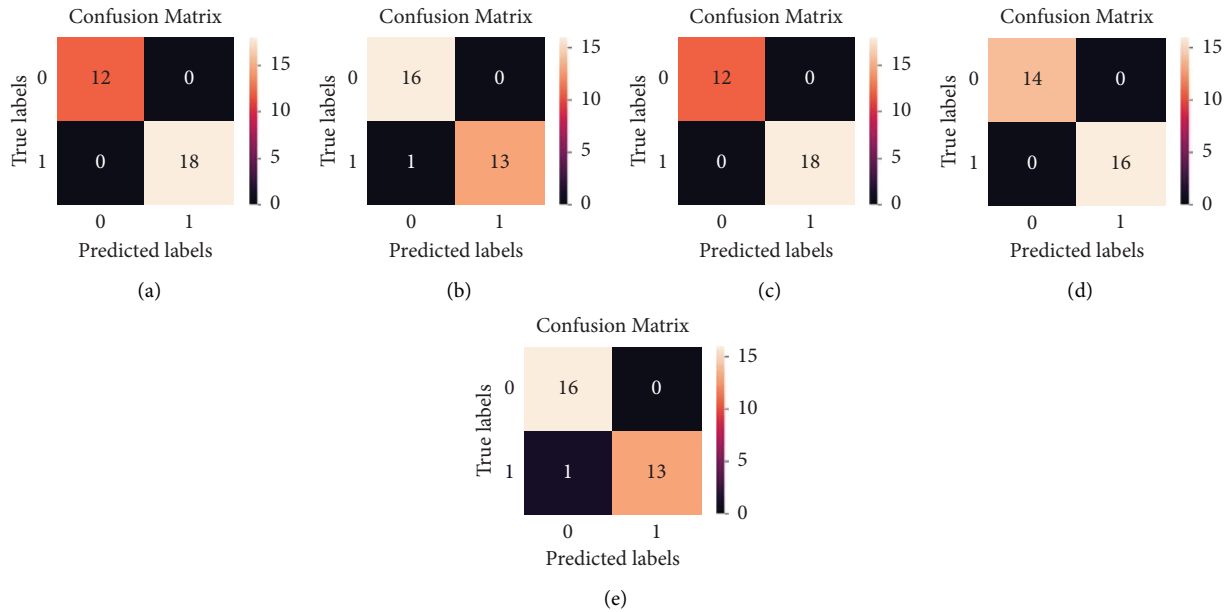 Confusion Matrix
True labels
0
1
12 0
0 18
0 1
Predicted labels
15
10
5
0
(a)
Confusion Matrix
True labels
0
1
16 0
1 13
0 1
Predicted labels
15
10
5
0
(b)
Confusion Matrix
True labels
0
1
12 0
0 18
0 1
Predicted labels
15
10
5
0
(c)
Confusion Matrix
True labels
0
1
14 0
0 16
0 1
Predicted labels
15
10
5
0
(d)
Confusion Matrix
True labels
0
1
16 0
1 13
0 1
Predicted labels
15
10
5
0
(e)